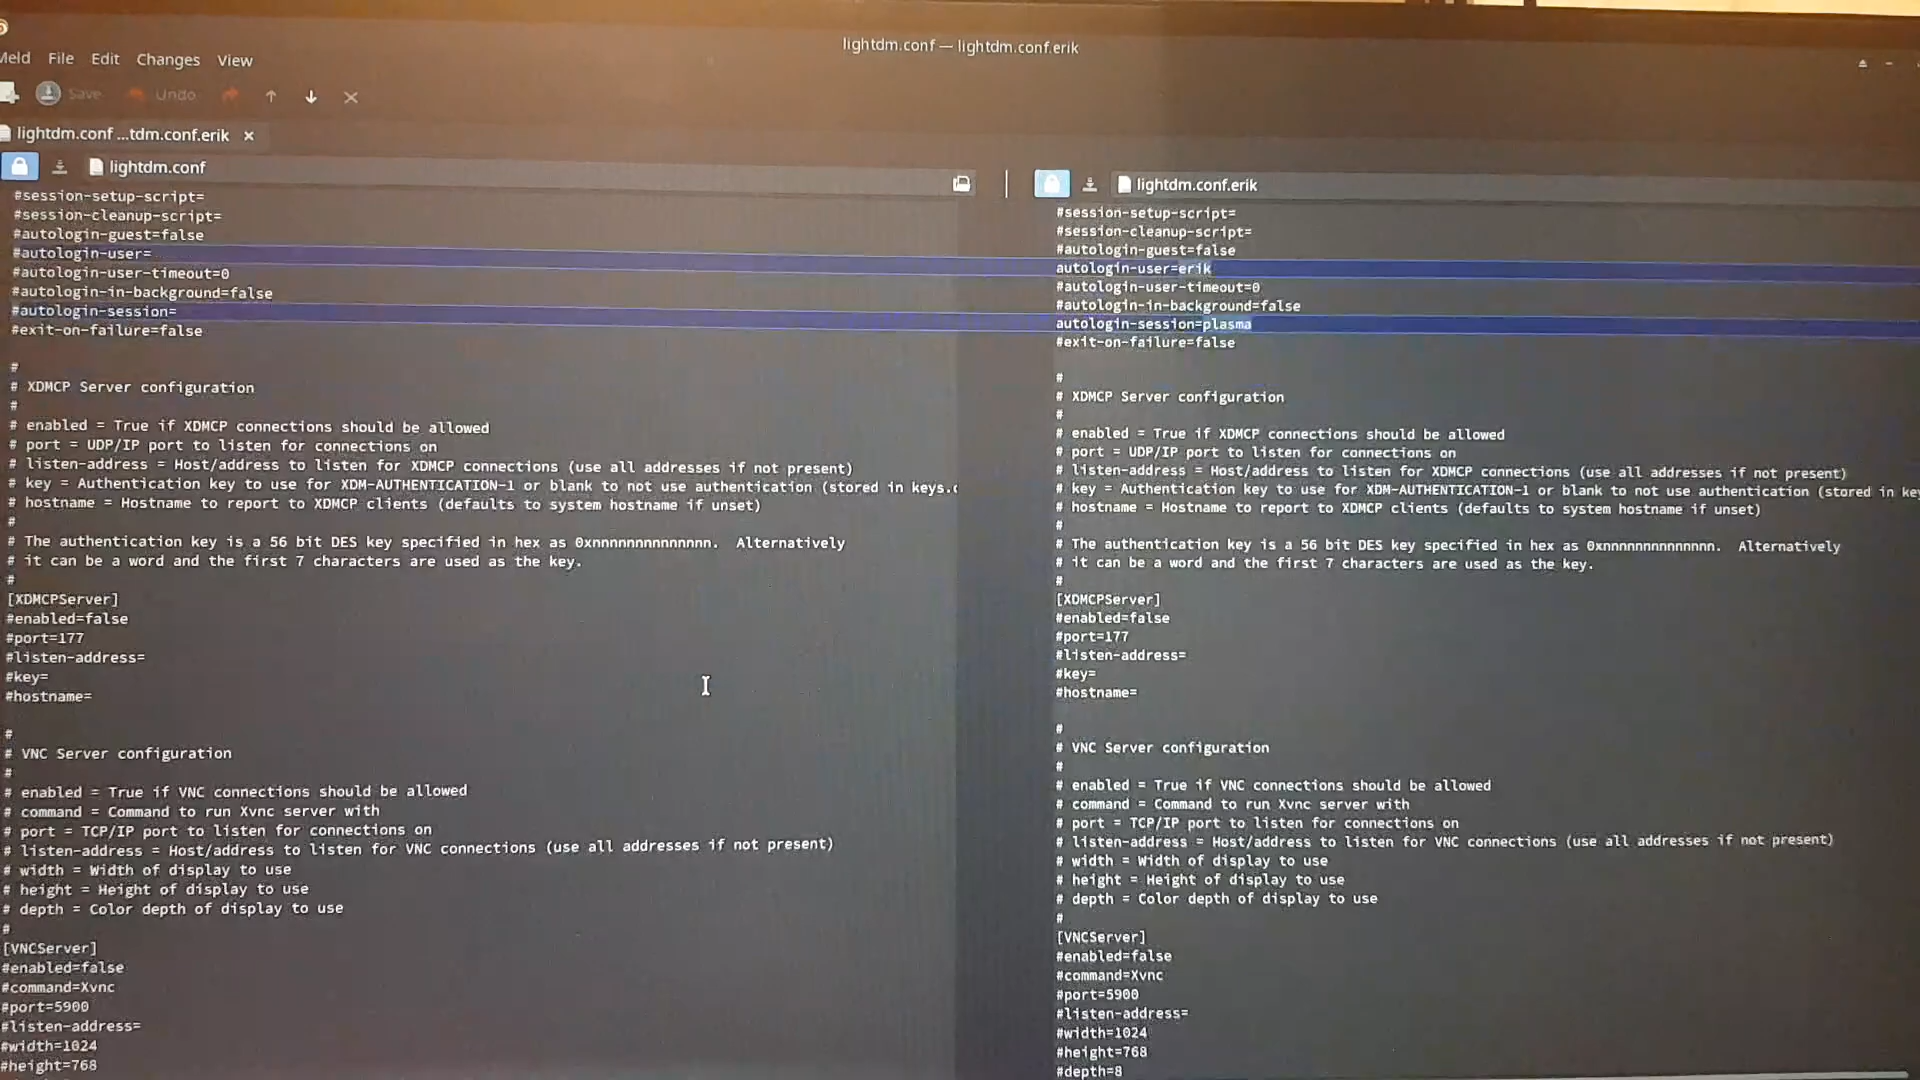 lightdm.conf — lightdm.conf.erik
Meld File Edit Changes View
Save Undo
lightdm.conf ...tdm.conf.erik
lightdm.conf
#session-setup-script=
#session-cleanup-script=
#autologin-guest=false
#autologin-user=
#autologin-user-timeout=0
#autologin-in-background=false
#autologin-session=
#exit-on-failure=false
#
# XDMCP Server configuration
#
# enabled = True if XDMCP connections should be allowed
# port = UDP/IP port to listen for connections on
# listen-address = Host/address to listen for XDMCP connections (use all addresses if not present)
# key = Authentication key to use for XDM-AUTHENTICATION-1 or blank to not use authentication (stored in keys.c
# hostname = Hostname to report to XDMCP clients (defaults to system hostname if unset)
#
# The authentication key is a 56 bit DES key specified in hex as 0xnnnnnnnnnnnnnn.  Alternatively
# it can be a word and the first 7 characters are used as the key.
#
[XDMCPServer]
#enabled=false
#port=177
#listen-address=
#key=
#hostname=
#
# VNC Server configuration
#
# enabled = True if VNC connections should be allowed
# command = Command to run Xvnc server with
# port = TCP/IP port to listen for connections on
# listen-address = Host/address to listen for VNC connections (use all addresses if not present)
# width = Width of display to use
# height = Height of display to use
# depth = Color depth of display to use
#
[VNCServer]
#enabled=false
#command=Xvnc
#port=5900
#listen-address=
#width=1024
#height=768
lightdm.conf.erik
#session-setup-script=
#session-cleanup-script=
#autologin-guest=false
autologin-user=erik
#autologin-user-timeout=0
#autologin-in-background=false
autologin-session=plasma
#exit-on-failure=false
#
# XDMCP Server configuration
#
# enabled = True if XDMCP connections should be allowed
# port = UDP/IP port to listen for connections on
# listen-address = Host/address to listen for XDMCP connections (use all addresses if not present)
# key = Authentication key to use for XDM-AUTHENTICATION-1 or blank to not use authentication (stored in key
# hostname = Hostname to report to XDMCP clients (defaults to system hostname if unset)
#
# The authentication key is a 56 bit DES key specified in hex as 0xnnnnnnnnnnnnnn.  Alternatively
# it can be a word and the first 7 characters are used as the key.
#
[XDMCPServer]
#enabled=false
#port=177
#listen-address=
#key=
#hostname=
#
# VNC Server configuration
#
# enabled = True if VNC connections should be allowed
# command = Command to run Xvnc server with
# port = TCP/IP port to listen for connections on
# listen-address = Host/address to listen for VNC connections (use all addresses if not present)
# width = Width of display to use
# height = Height of display to use
# depth = Color depth of display to use
#
[VNCServer]
#enabled=false
#command=Xvnc
#port=5900
#listen-address=
#width=1024
#height=768
#depth=8